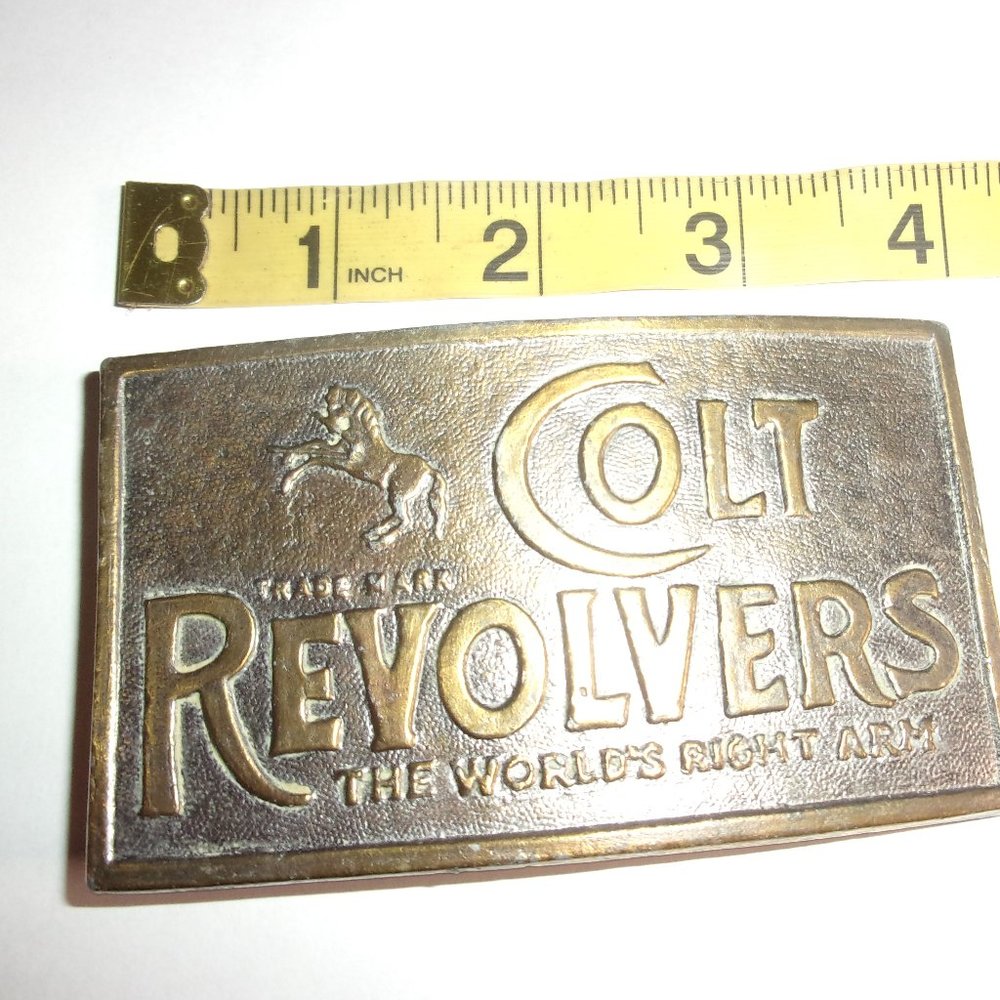 1 INCH 2 3 4
COLT
TRADE MARK
REVOLVERS
THE WORLD'S RIGHT ARM